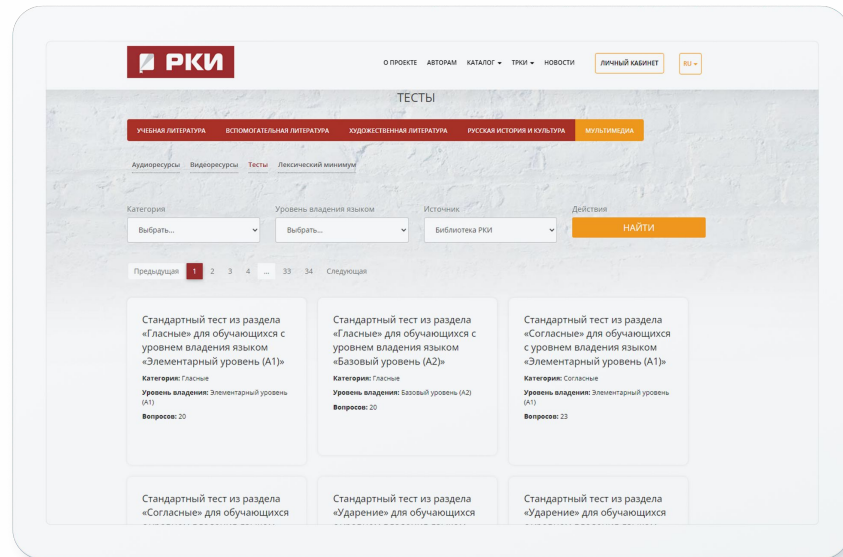 РКИ
О ПРОЕКТЕ АВТОРАМ КАТАЛОГ ТРКИ НОВОСТИ ЛИЧНЫЙ КАБИНЕТ RU
ТЕСТЫ
УЧЕБНАЯ ЛИТЕРАТУРА ВСПОМОГАТЕЛЬНАЯ ЛИТЕРАТУРА ХУДОЖЕСТВЕННАЯ ЛИТЕРАТУРА РУССКАЯ ИСТОРИЯ И КУЛЬТУРА МУЛЬТИМЕДИА
Аудиоресурсы Видеоресурсы Тесты Лексический минимум
Категория Уровень владения языком Источник Действия
Выбрать... Выбрать... Библиотека РКИ НАЙТИ
Предыдущая 1 2 3 4 ... 33 34 Следующая
Стандартный тест из раздела
«Гласные» для обучающихся с
уровнем владения языком
«Элементарный уровень (А1)»
Категория: Гласные
Уровень владения: Элементарный уровень
(А1)
Вопросов: 20
Стандартный тест из раздела
«Гласные» для обучающихся с
уровнем владения языком
«Базовый уровень (А2)»
Категория: Гласные
Уровень владения: Базовый уровень (А2)
Вопросов: 20
Стандартный тест из раздела
«Согласные» для обучающихся
с уровнем владения языком
«Элементарный уровень (А1)»
Категория: Согласные
Уровень владения: Элементарный уровень
(А1)
Вопросов: 23
Стандартный тест из раздела
«Согласные» для обучающихся
Стандартный тест из раздела
«Ударение» для обучающихся
Стандартный тест из раздела
«Ударение» для обучающихся